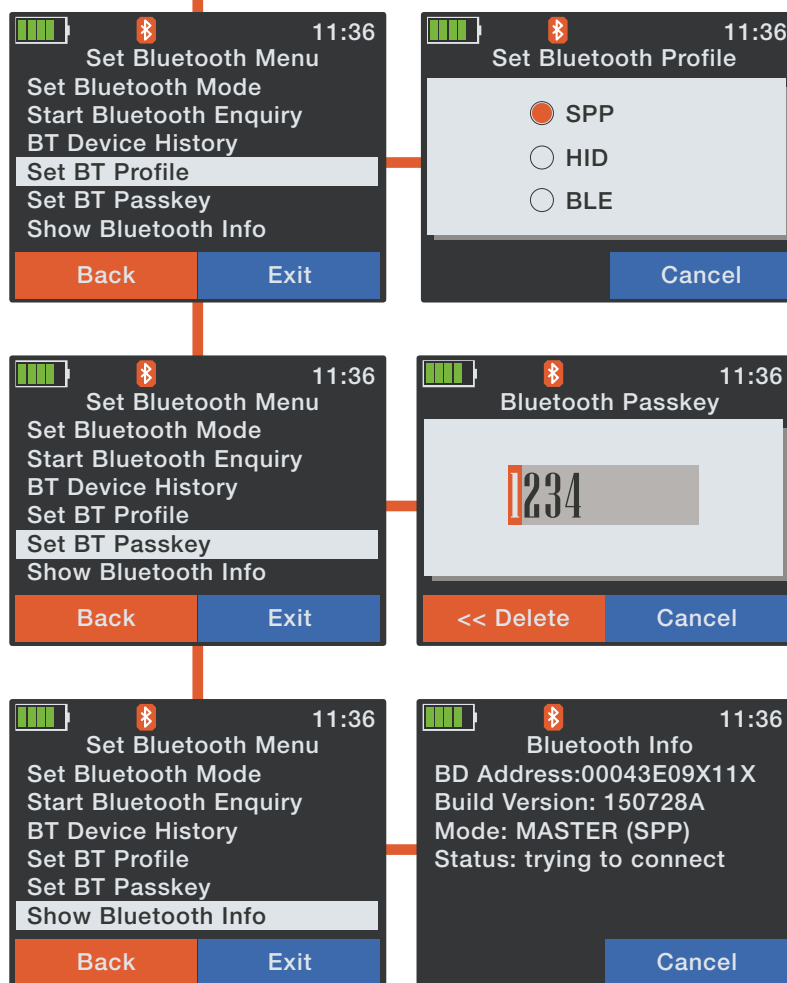 11:36
Set Bluetooth Menu
Set Bluetooth Mode
Start Bluetooth Enquiry
BT Device History
Set BT Profile
Set BT Passkey
Show Bluetooth Info
Back Exit
11:36
Set Bluetooth Profile
SPP
HID
BLE
Cancel
11:36
Set Bluetooth Menu
Set Bluetooth Mode
Start Bluetooth Enquiry
BT Device History
Set BT Profile
Set BT Passkey
Show Bluetooth Info
Back Exit
11:36
Bluetooth Passkey
1234
<< Delete Cancel
11:36
Set Bluetooth Menu
Set Bluetooth Mode
Start Bluetooth Enquiry
BT Device History
Set BT Profile
Set BT Passkey
Show Bluetooth Info
Back Exit
11:36
Bluetooth Info
BD Address:00043E09X11X
Build Version: 150728A
Mode: MASTER (SPP)
Status: trying to connect
Cancel